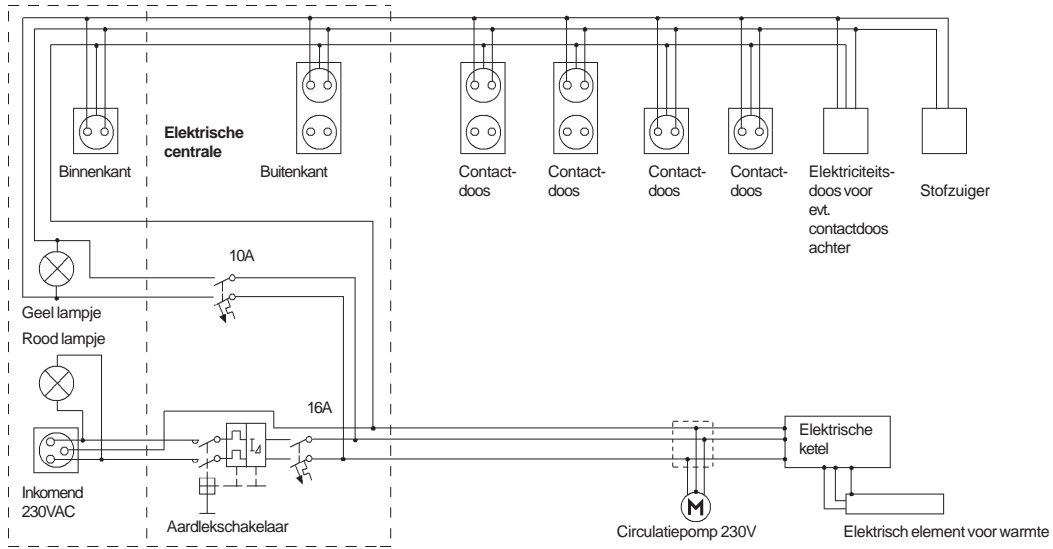 Elektrische
centrale
Binnenkant
Buitenkant
Contact-
doos
Contact-
doos
Contact-
doos
Contact-
doos
Elektriciteits-
doos voor
evt.
contactdoos
achter
Stofzuiger
10A
Geel lampje
Rood lampje
16A
I∆
Inkomend
230VAC
Aardlekschakelaar
M
Circulatiepomp 230V
Elektrische
ketel
Elektrisch element voor warmte